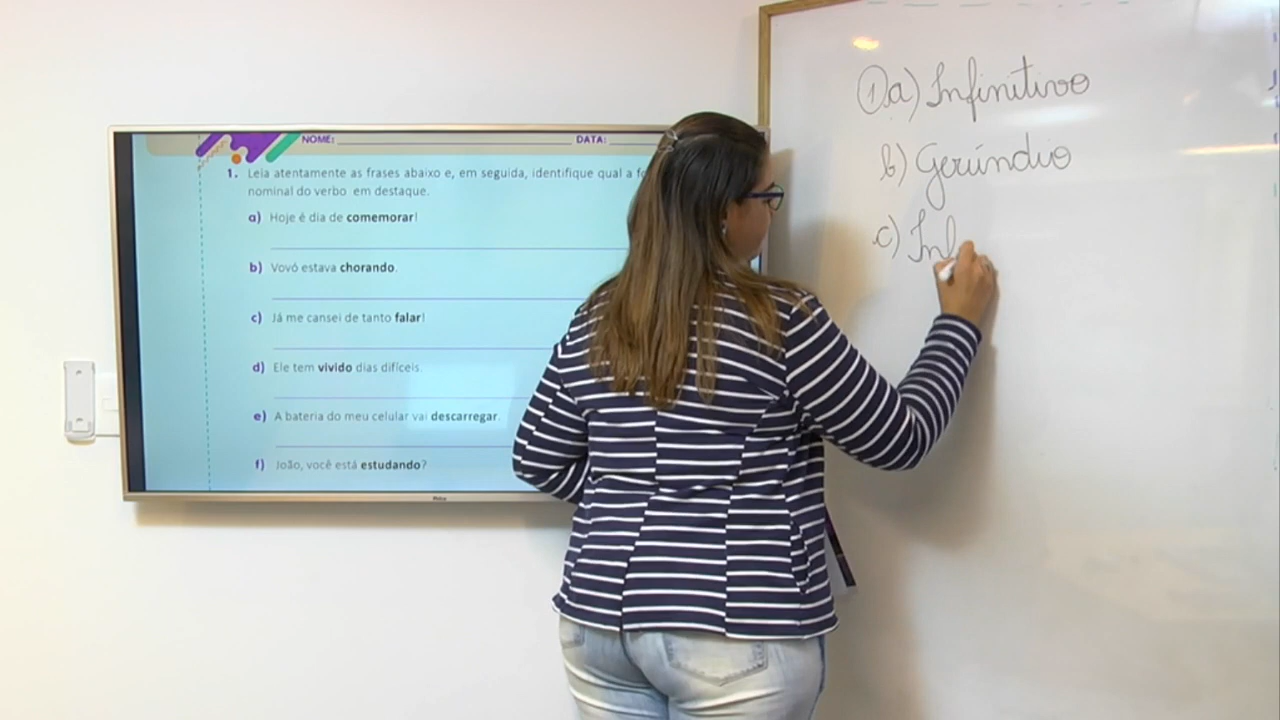 NOME:
DATA:
1. Leia atentamente as frases abaixo e, em seguida, identifique qual a
nominal do verbo em destaque.
a) Hoje é dia de comemorar!
b) Vovó estava chorando.
c) Já me cansei de tanto falar!
d) Ele tem vivido dias difíceis.
e) A bateria do meu celular vai descarregar.
f) João, você está estudando?
1 a) Infinitivo
b) Gerúndio
c) Inf